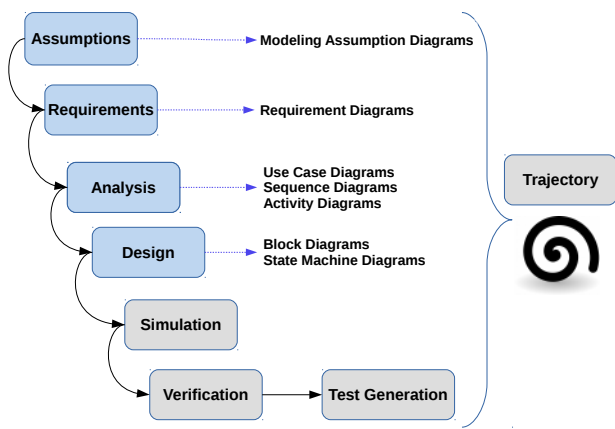 Assumptions
Modeling Assumption Diagrams
Requirements
Requirement Diagrams
Analysis
Use Case Diagrams
Sequence Diagrams
Activity Diagrams
Trajectory
Design
Block Diagrams
State Machine Diagrams
Simulation
Verification
Test Generation